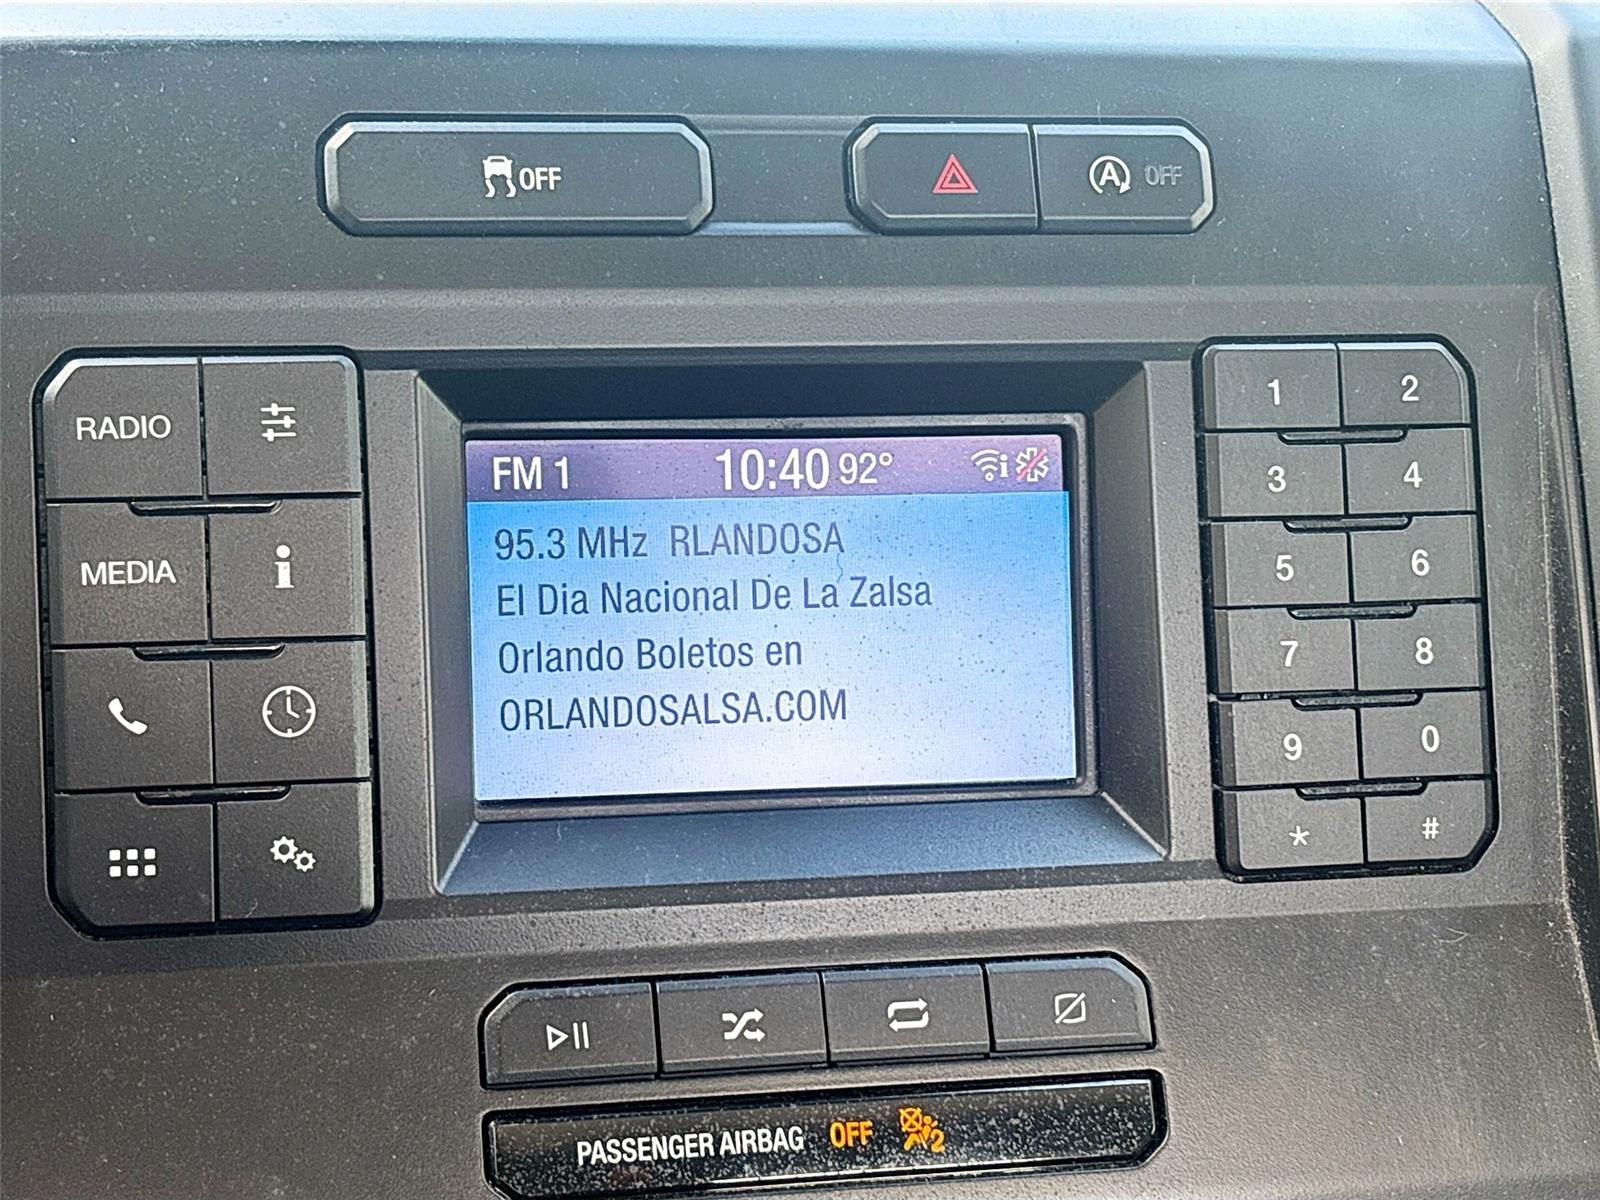 OFF
A OFF
RADIO
MEDIA
i
FM 1 10:40 92° i
95.3 MHz RLANDOSA
El Dia Nacional De La Zalsa
Orlando Boletos en
ORLANDOSALSA.COM
1 2
3 4
5 6
7 8
9 0
* #
PASSENGER AIRBAG OFF 2